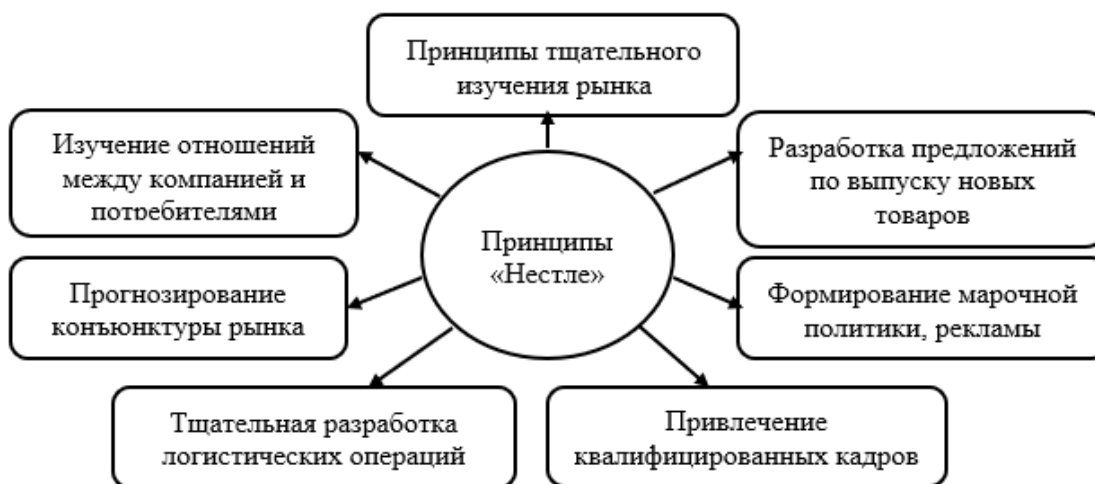 Принципы тщательного
изучения рынка
Изучение отношений
между компанией и
потребителями
Разработка предложений
по выпуску новых
товаров
Принципы
«Нестле»
Прогнозирование
конъюнктуры рынка
Формирование марочной
политики, рекламы
Тщательная разработка
логистических операций
Привлечение
квалифицированных кадров